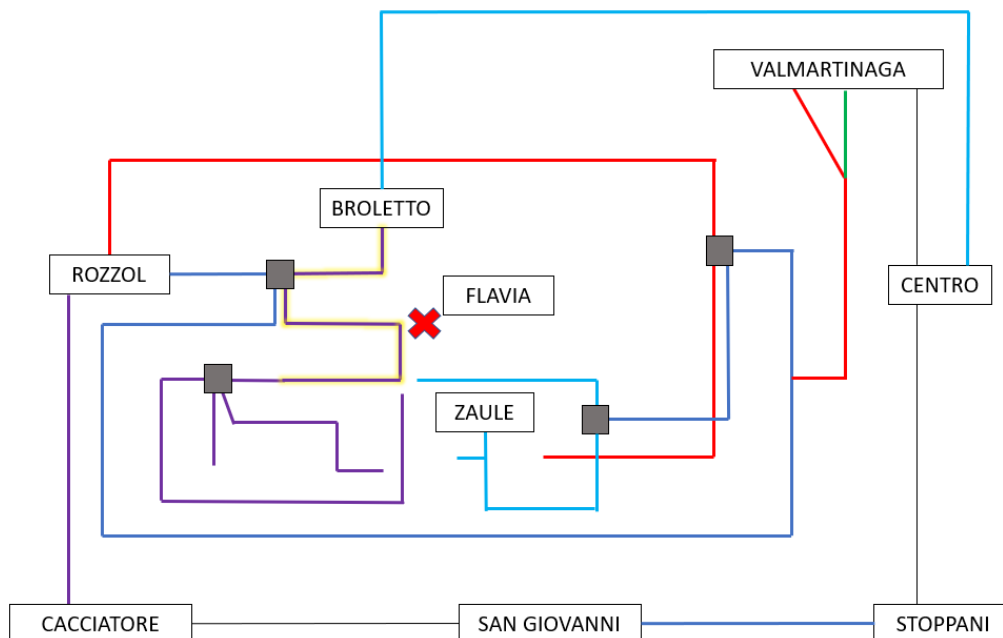 VALMARTINAGA
BROLETTO
ROZZOL
FLAVIA
CENTRO
ZAULE
CACCIATORE
SAN GIOVANNI
STOPPANI